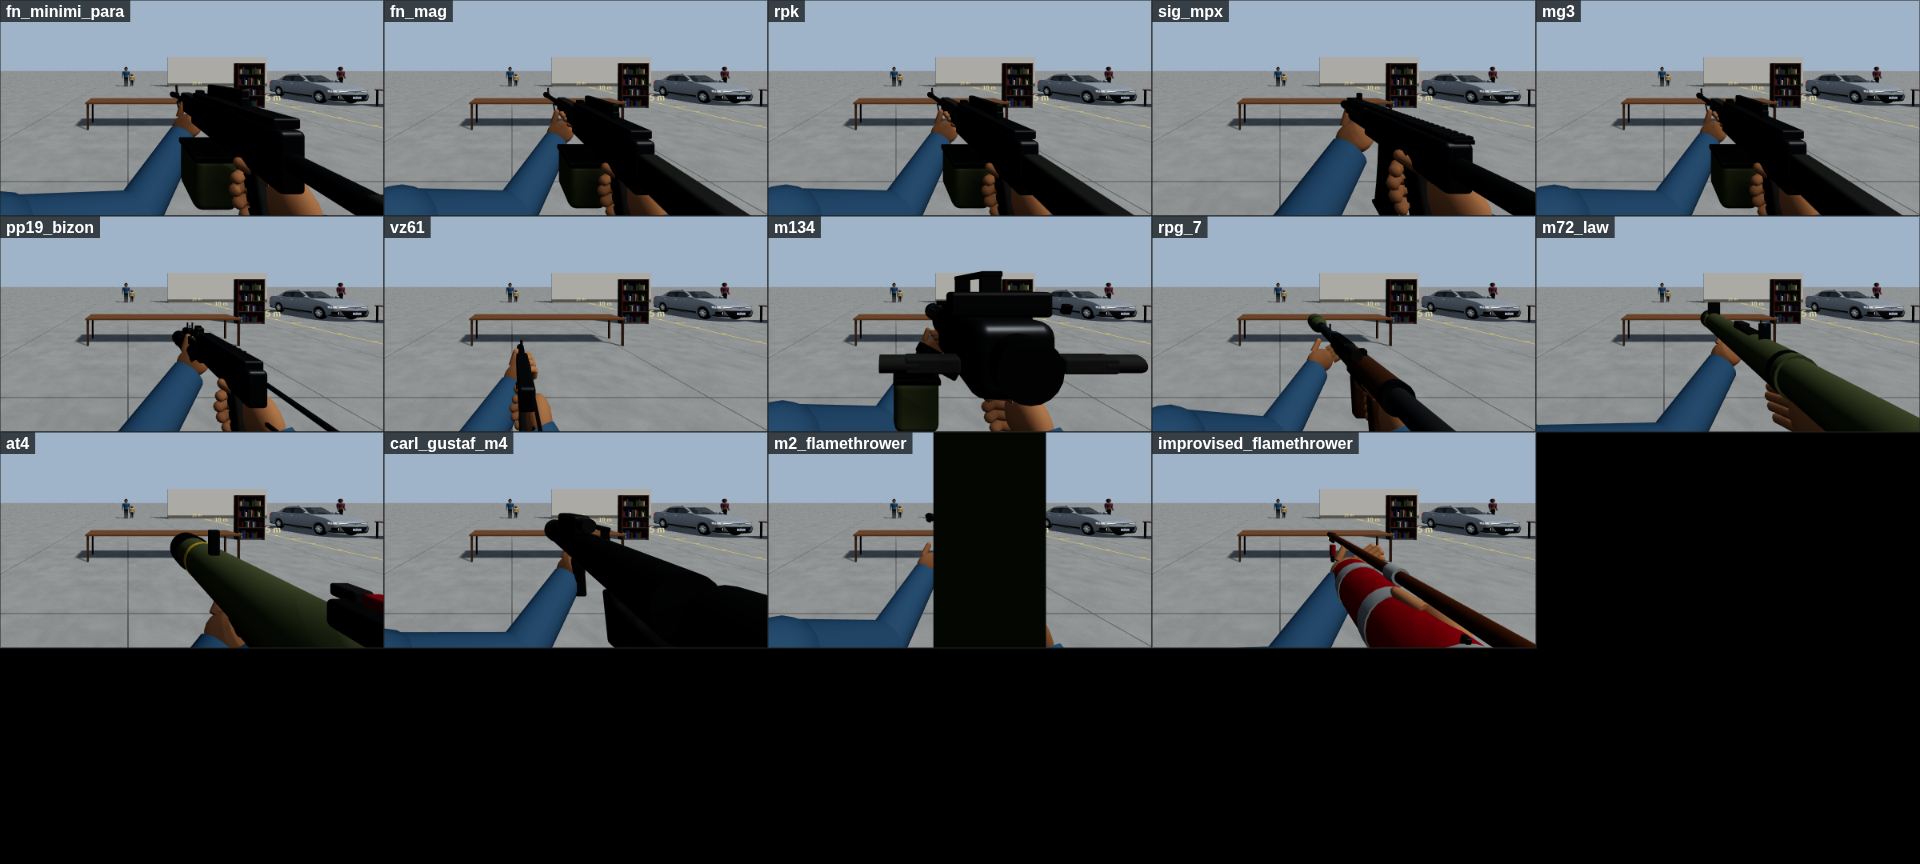 fn_minimi_para
fn_mag
rpk
sig_mpx
mg3
pp19_bizon
vz61
m134
rpg_7
m72_law
at4
carl_gustaf_m4
m2_flamethrower
improvised_flamethrower